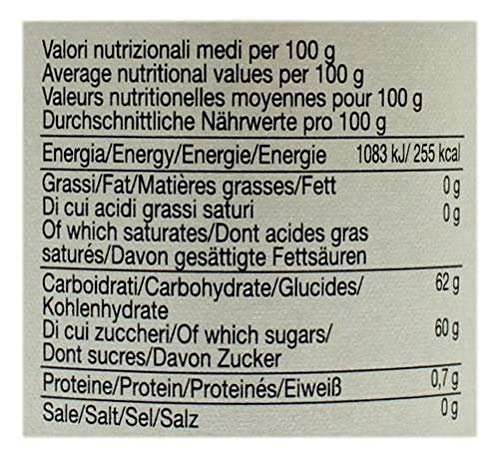 Valori nutrizionali medi per 100 g
Average nutritional values per 100 g
Valeurs nutritionelles moyennes pour 100 g
Durchschnittliche Nährwerte pro 100 g
Energia/Energy/Energie/Energie 1083 kJ/ 255 kcal
Grassi/Fat/Matières grasses/Fett 0 g
Di cui acidi grassi saturi 0 g
Of which saturates/Dont acides gras
saturés/Davon gesättigte Fettsäuren
Carboidrati/Carbohydrate/Glucides/ 62 g
Kohlenhydrate
Di cui zuccheri/Of which sugars/ 60 g
Dont sucres/Davon Zucker
Proteine/Protein/Proteinés/Eiweiß 0,7 g
Sale/Salt/Sel/Salz 0 g